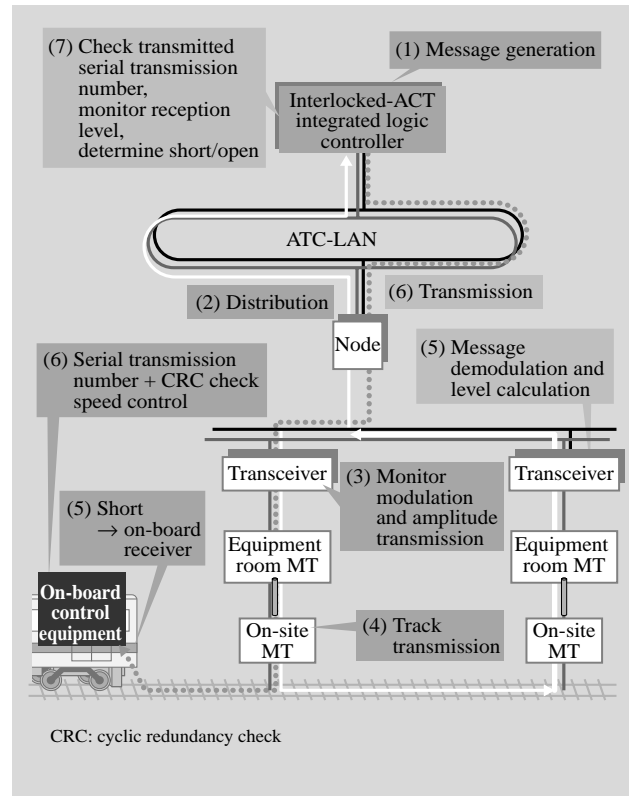 (7) Check transmitted
serial transmission
number,
monitor reception
level,
determine short/open
(1) Message generation
Interlocked-ACT
integrated logic
controller
ATC-LAN
(2) Distribution
(6) Transmission
Node
(6) Serial transmission
number + CRC check
speed control
(5) Message
demodulation and
level calculation
Transceiver
(3) Monitor
modulation
and amplitude
transmission
Transceiver
(5) Short
→ on-board
receiver
Equipment
room MT
Equipment
room MT
On-board
control
equipment
On-site
MT
(4) Track
transmission
On-site
MT
CRC: cyclic redundancy check